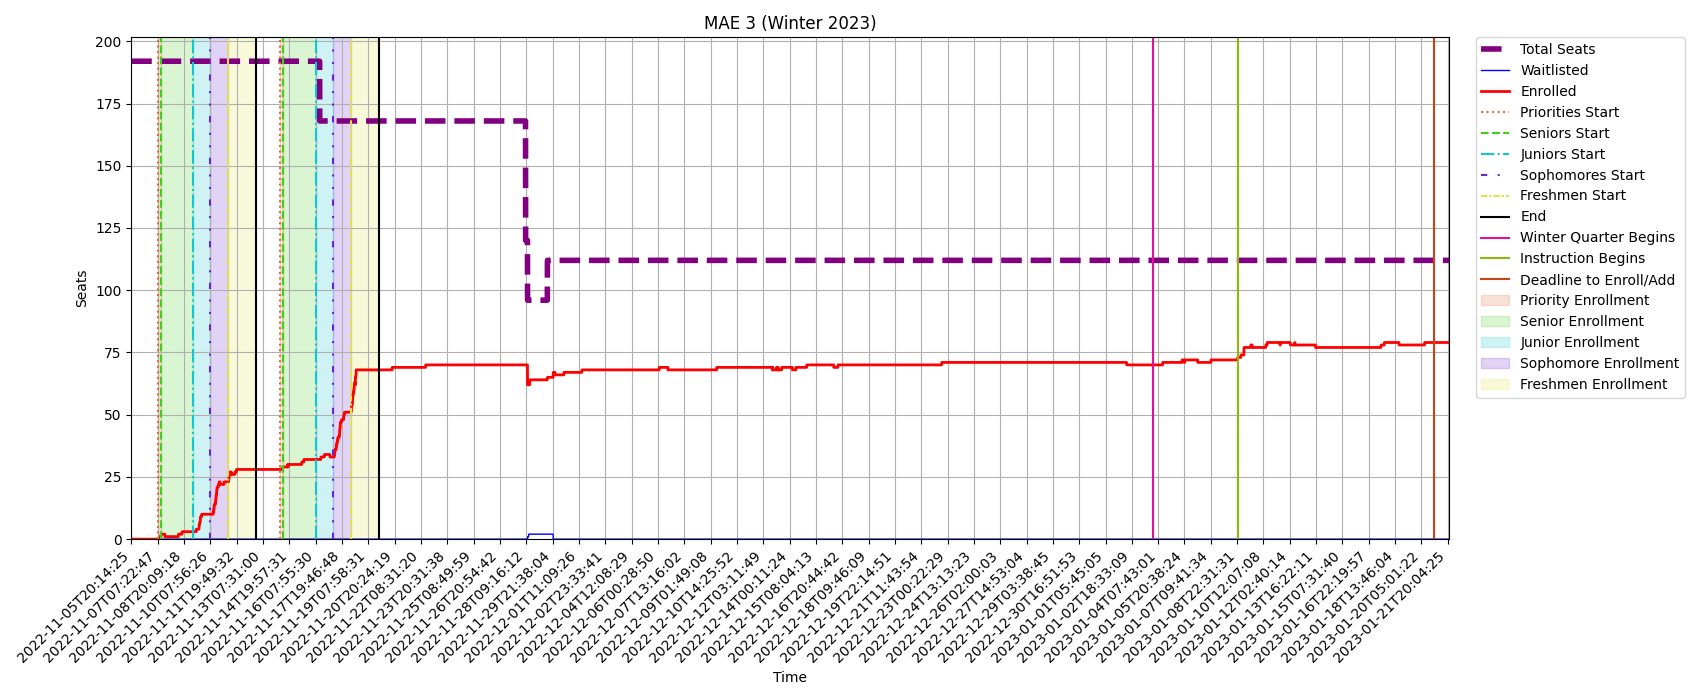 MAE 3 (Winter 2023)
200
175
150
125
100
75
50
25
0
Seats
2022-11-05T20:14:25
2022-11-07T07:22:47
2022-11-08T20:09:18
2022-11-10T07:56:26
2022-11-11T19:49:32
2022-11-13T07:31:00
2022-11-14T19:57:31
2022-11-16T07:55:30
2022-11-17T19:46:48
2022-11-19T07:58:31
2022-11-20T20:24:19
2022-11-22T08:31:20
2022-11-23T20:31:38
2022-11-25T08:49:59
2022-11-26T20:54:42
2022-11-28T09:16:12
2022-11-29T21:38:04
2022-12-01T11:09:26
2022-12-02T23:33:41
2022-12-04T12:08:29
2022-12-06T00:28:50
2022-12-07T13:16:02
2022-12-09T01:49:08
2022-12-10T14:25:52
2022-12-12T03:11:49
2022-12-14T00:11:24
2022-12-15T08:04:13
2022-12-16T20:44:42
2022-12-18T09:46:09
2022-12-19T22:14:51
2022-12-21T11:43:54
2022-12-23T00:22:29
2022-12-24T13:13:23
2022-12-26T02:00:03
2022-12-27T14:53:04
2022-12-29T03:38:45
2022-12-30T16:51:53
2023-01-01T05:45:05
2023-01-02T18:33:09
2023-01-04T07:43:01
2023-01-05T20:38:24
2023-01-07T09:41:34
2023-01-08T22:31:31
2023-01-10T12:07:08
2023-01-12T02:40:14
2023-01-13T16:22:11
2023-01-15T07:31:40
2023-01-16T22:19:57
2023-01-18T13:46:04
2023-01-20T05:01:22
2023-01-21T20:04:25
Time
Total Seats
Waitlisted
Enrolled
Priorities Start
Seniors Start
Juniors Start
Sophomores Start
Freshmen Start
End
Winter Quarter Begins
Instruction Begins
Deadline to Enroll/Add
Priority Enrollment
Senior Enrollment
Junior Enrollment
Sophomore Enrollment
Freshmen Enrollment